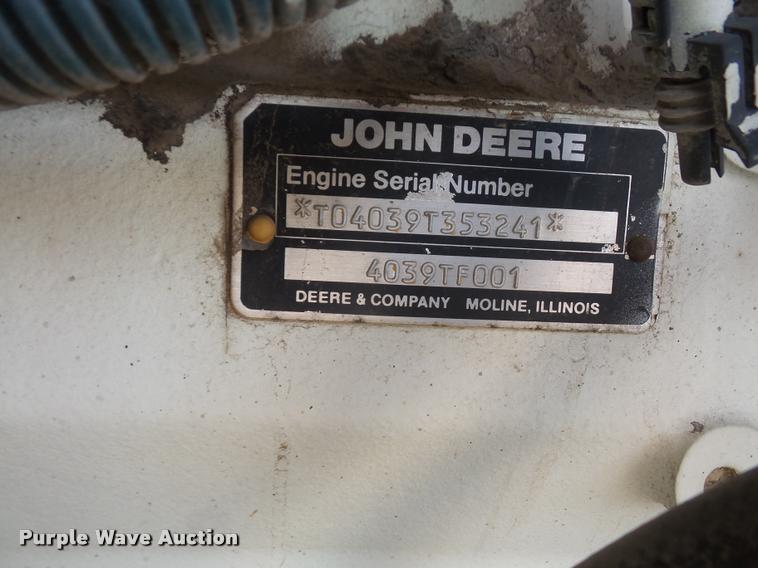 JOHN DEERE
Engine Serial Number
*T04039T353241*
4039TF001
DEERE & COMPANY MOLINE, ILLINOIS
Purple Wave Auction